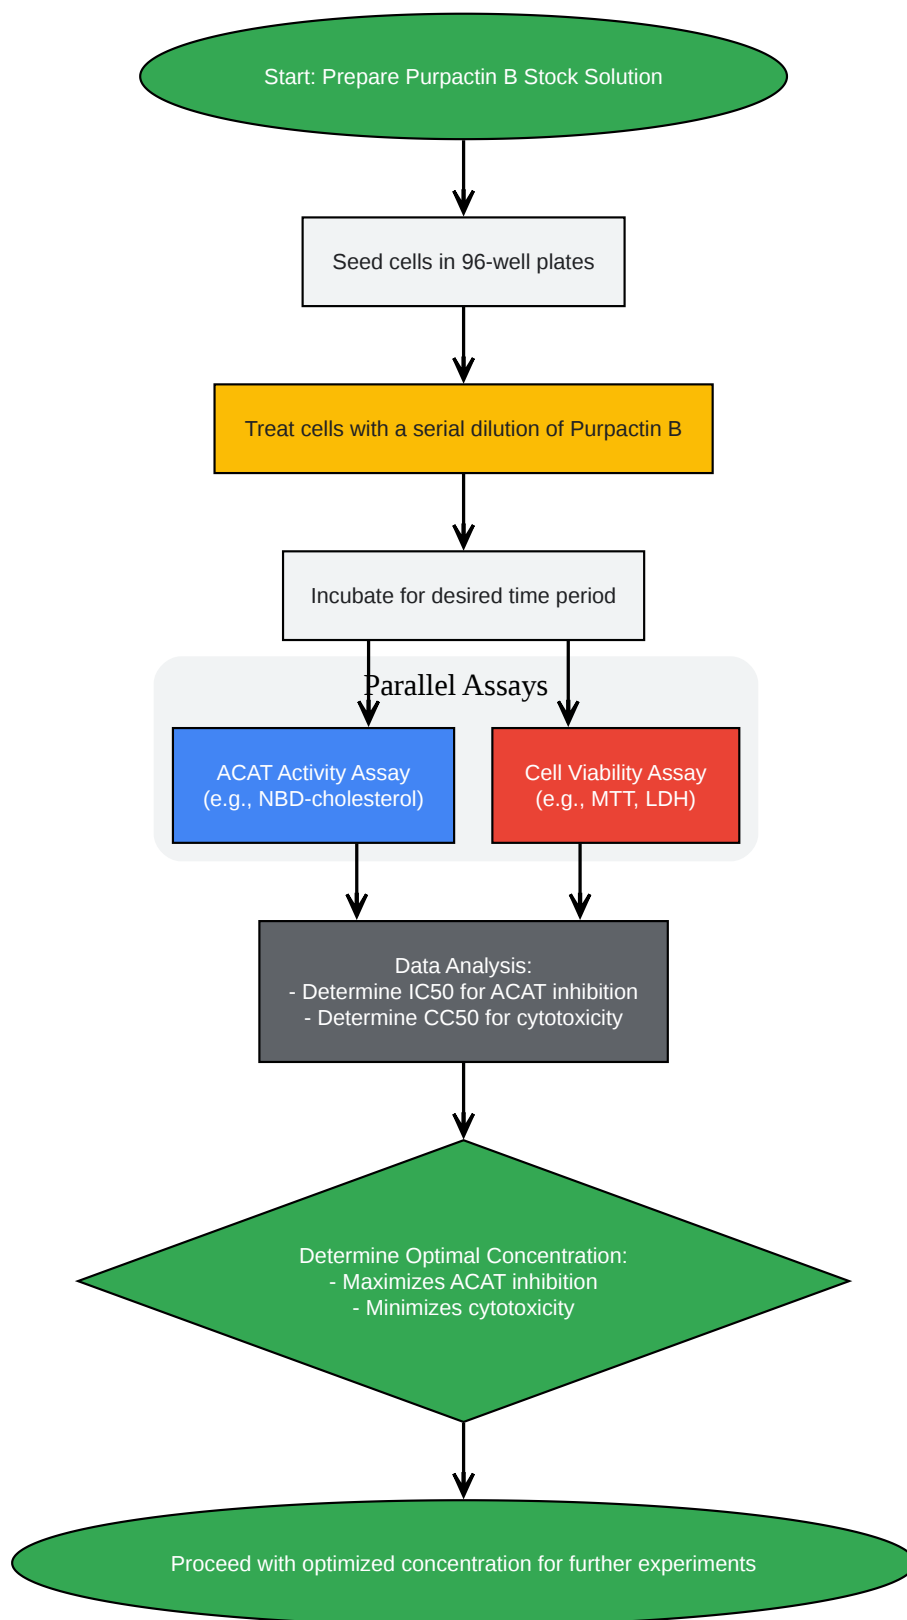 Start: Prepare Purpactin B Stock Solution
Seed cells in 96-well plates
Treat cells with a serial dilution of Purpactin B
Incubate for desired time period
Parallel Assays
ACAT Activity Assay
(e.g., NBD-cholesterol)
Cell Viability Assay
(e.g., MTT, LDH)
Data Analysis:
- Determine IC50 for ACAT inhibition
- Determine CC50 for cytotoxicity
Determine Optimal Concentration:
- Maximizes ACAT inhibition
- Minimizes cytotoxicity
Proceed with optimized concentration for further experiments